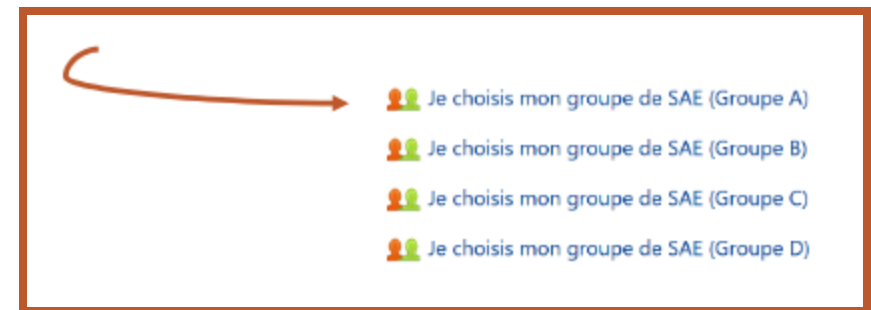 Je choisis mon groupe de SAE (Groupe A)
Je choisis mon groupe de SAE (Groupe B)
Je choisis mon groupe de SAE (Groupe C)
Je choisis mon groupe de SAE (Groupe D)